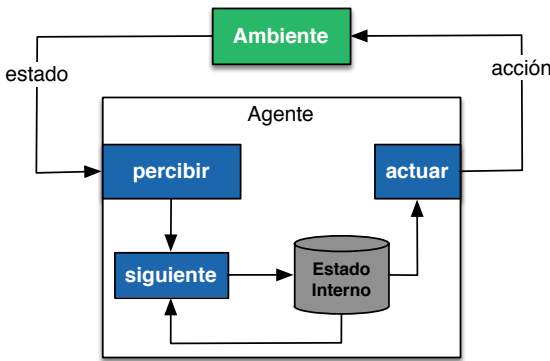 Ambiente
estado
acción
Agente
percibir
actuar
siguiente
Estado
Interno